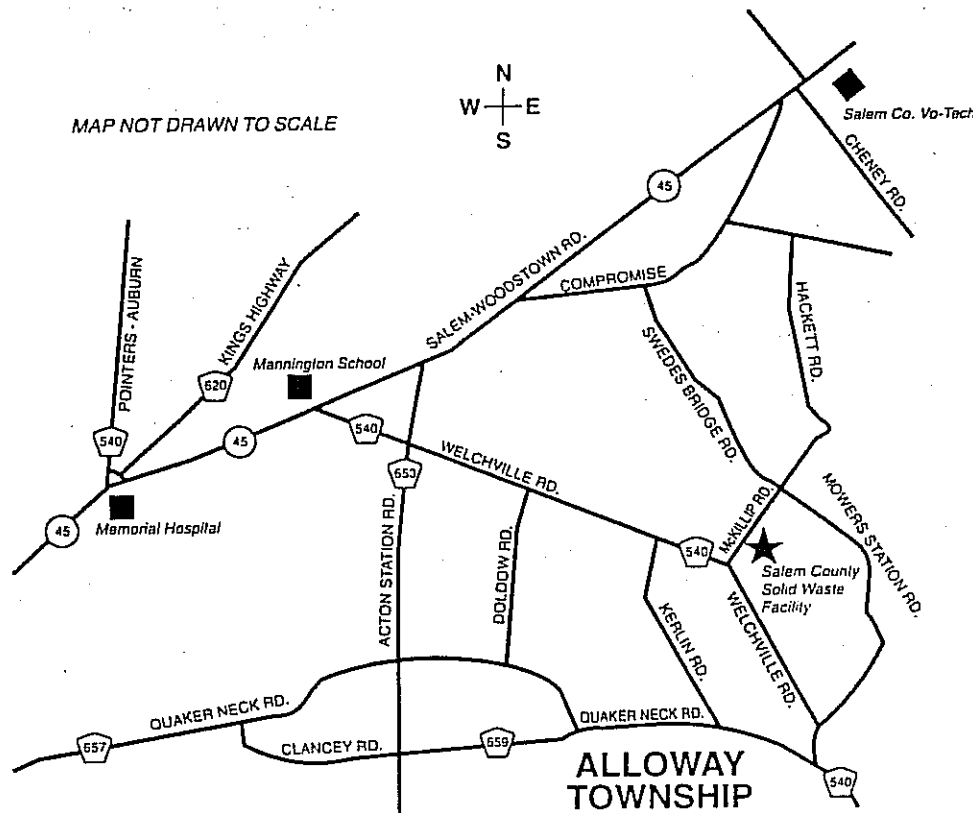 N
W E
S
MAP NOT DRAWN TO SCALE
Salem Co. Vo-Tech
CHENEY RD.
45
SALEM-WOODSTOWN RD.
COMPROMISE
HACKETT RD.
SWEDES BRIDGE RD.
POINTERS - AUBURN
KINGS HIGHWAY
620
Mannington School
540
45
540
WELCHVILLE RD.
653
ACTON STATION RD.
Memorial Hospital
45
DOLDOW RD.
540
McKILLIP RD.
MOWERS STATION RD.
Salem County
Solid Waste
Facility
KERLIN RD.
WELCHVILLE RD.
QUAKER NECK RD.
657
CLANCEY RD.
659
QUAKER NECK RD.
ALLOWAY
TOWNSHIP
540